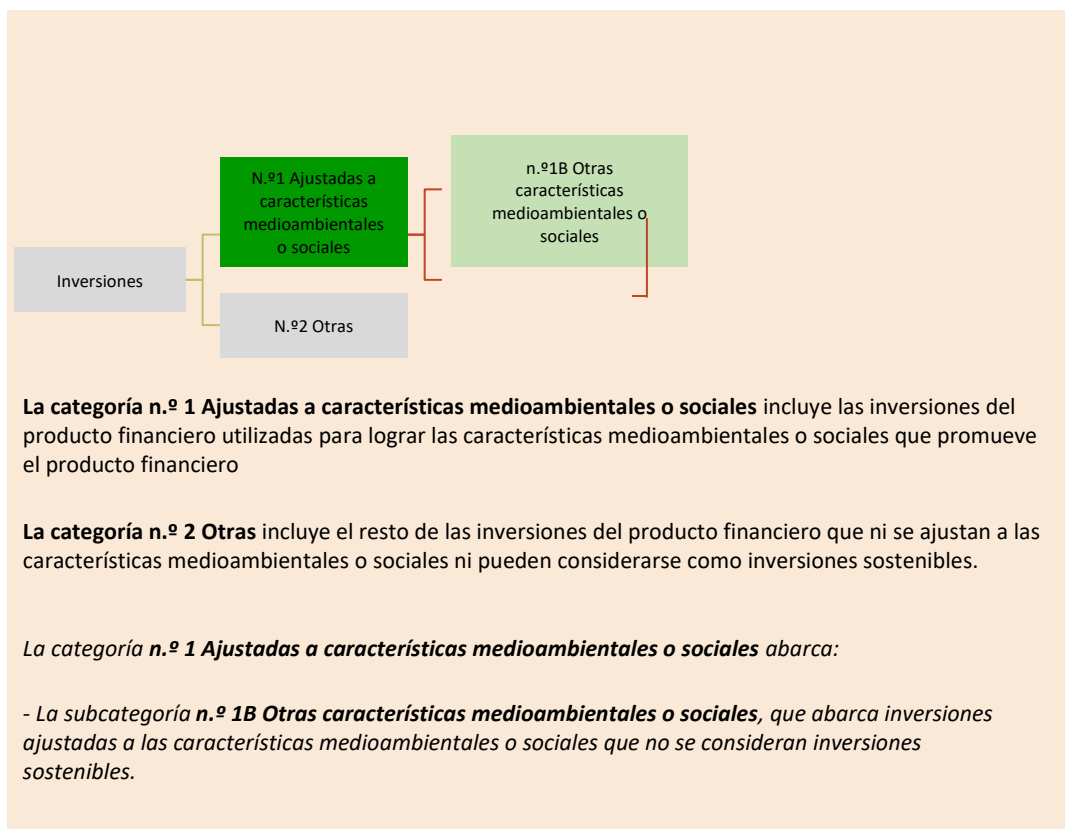 N.º1 Ajustadas a
características
medioambientales
o sociales
n.º1B Otras
características
medioambientales o
sociales
Inversiones
N.º2 Otras
La categoría n.º 1 Ajustadas a características medioambientales o sociales incluye las inversiones del
producto financiero utilizadas para lograr las características medioambientales o sociales que promueve
el producto financiero
La categoría n.º 2 Otras incluye el resto de las inversiones del producto financiero que ni se ajustan a las
características medioambientales o sociales ni pueden considerarse como inversiones sostenibles.
La categoría n.º 1 Ajustadas a características medioambientales o sociales abarca:
- La subcategoría n.º 1B Otras características medioambientales o sociales, que abarca inversiones
ajustadas a las características medioambientales o sociales que no se consideran inversiones
sostenibles.